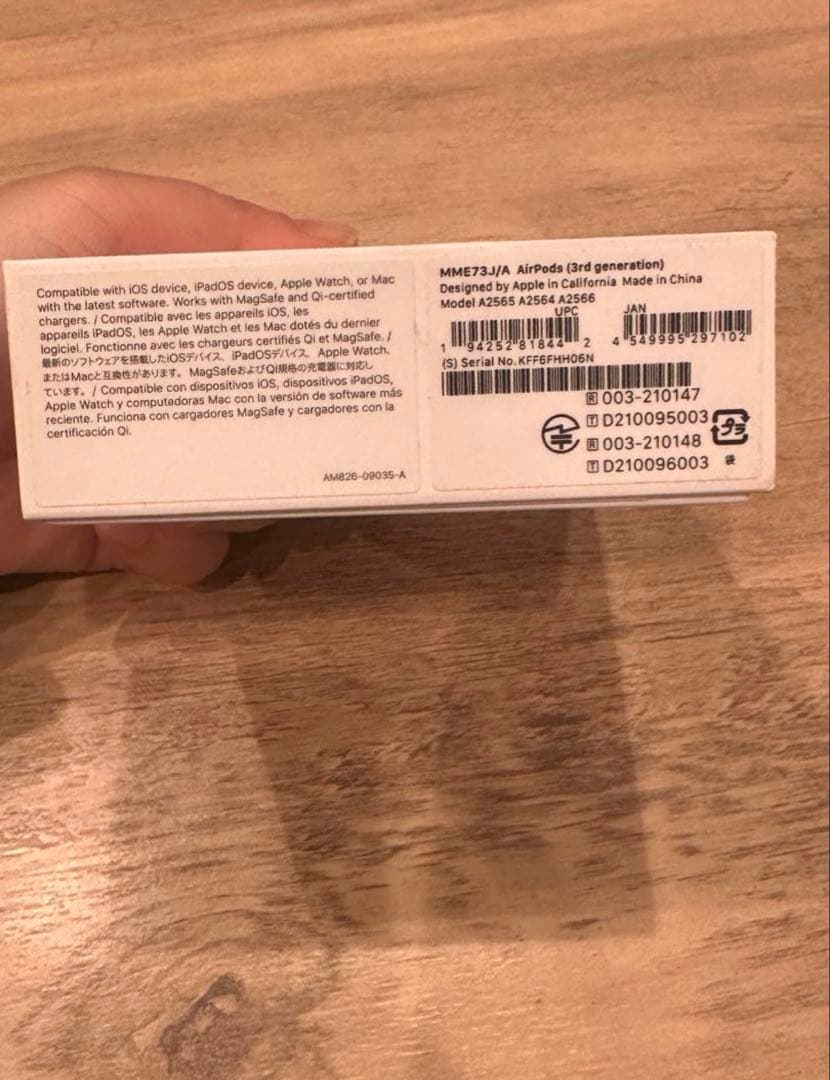 Compatible with iOS device, iPadOS device, Apple Watch, or Mac
with the latest software. Works with MagSafe and Qi-certified
chargers. / Compatible avec les appareils iOS, les
appareils iPadOS, les Apple Watch et les Mac dotés du dernier
logiciel. Fonctionne avec les chargeurs certifiés Qi et MagSafe. /
最新のソフトウェアを搭載したiOSデバイス、iPadOSデバイス、Apple Watch、
またはMacと互換性があります。MagSafeおよびQi規格の充電器に対応し
ています。 / Compatible con dispositivos iOS, dispositivos iPadOS,
Apple Watch y computadoras Mac con la versión de software más
reciente. Funciona con cargadores MagSafe y cargadores con la
certificación Qi.
AM826-09035-A
MME73J/A AirPods (3rd generation)
Designed by Apple in California Made in China
Model A2565 A2564 A2566
UPC JAN
1 94252 81844 2 4 549995 297102
(S) Serial No. KFF6FHH06N
R 003-210147
T D210095003
R 003-210148
T D210096003
プラ
袋